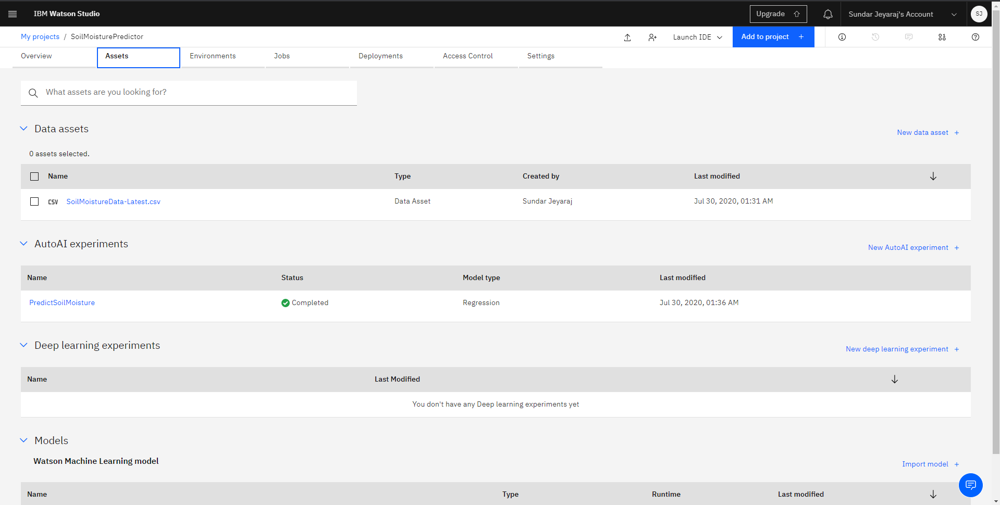 IBM Watson Studio
Upgrade
Sundar Jeyaraj's Account
SJ
My projects / SoilMoisturePredictor
Launch IDE
Add to project +
Overview
Assets
Environments
Jobs
Deployments
Access Control
Settings
What assets are you looking for?
Data assets
New data asset +
0 assets selected.
Name Type Created by Last modified
CSV SoilMoistureData-Latest.csv Data Asset Sundar Jeyaraj Jul 30, 2020, 01:31 AM
AutoAI experiments
New AutoAI experiment +
Name Status Model type Last modified
PredictSoilMoisture Completed Regression Jul 30, 2020, 01:36 AM
Deep learning experiments
New deep learning experiment +
Name Last Modified
You don't have any Deep learning experiments yet
Models
Watson Machine Learning model
Import model +
Name Type Runtime Last modified